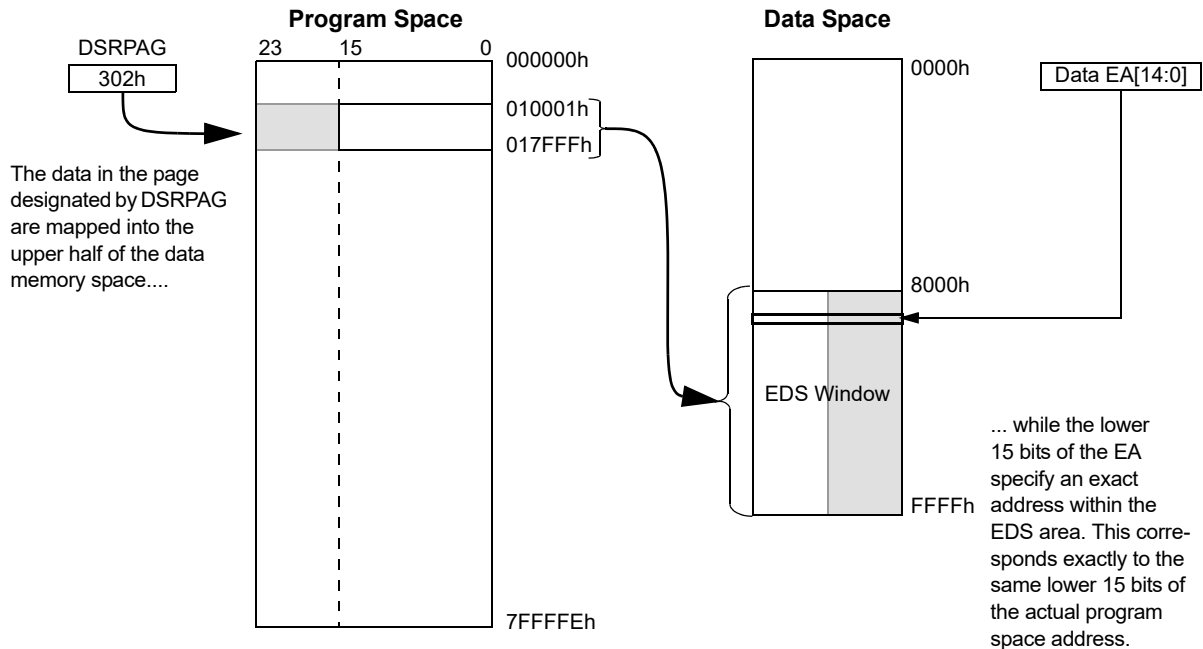 Program Space
Data Space
DSRPAG
302h
23
15
0
000000h
010001h
017FFFh
7FFFFEh
0000h
8000h
FFFFh
Data EA[14:0]
EDS Window
The data in the page
designated by DSRPAG
are mapped into the
upper half of the data
memory space....
... while the lower
15 bits of the EA
specify an exact
address within the
EDS area. This corre-
sponds exactly to the
same lower 15 bits of
the actual program
space address.